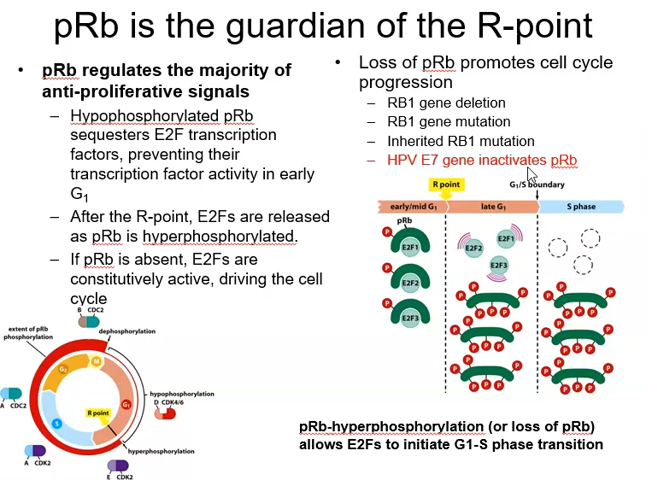 pRb is the guardian of the R-point
• pRb regulates the majority of
anti-proliferative signals
– Hypophosphorylated pRb
sequesters E2F transcription
factors, preventing their
transcription factor activity in early
G1
– After the R-point, E2Fs are released
as pRb is hyperphosphorylated.
– If pRb is absent, E2Fs are
constitutively active, driving the cell
cycle
• Loss of pRb promotes cell cycle
progression
– RB1 gene deletion
– RB1 gene mutation
– Inherited RB1 mutation
– HPV E7 gene inactivates pRb
R point
G1/S boundary
early/mid G1
late G1
S phase
pRb
P
E2F1
P
E2F2
P
E2F3
E2F2
E2F1
E2F3
P P P P P P P
P P P P P P P
P P P P P P P
P P P P P P P
P P P P P P P
P P P P P P P
B CDC2
extent of pRb
phosphorylation
dephosphorylation
M
G2
G1
S
R point
hypophosphorylation
D CDK4/6
A CDC2
hyperphosphorylation
A CDK2
E CDK2
pRb-hyperphosphorylation (or loss of pRb)
allows E2Fs to initiate G1-S phase transition